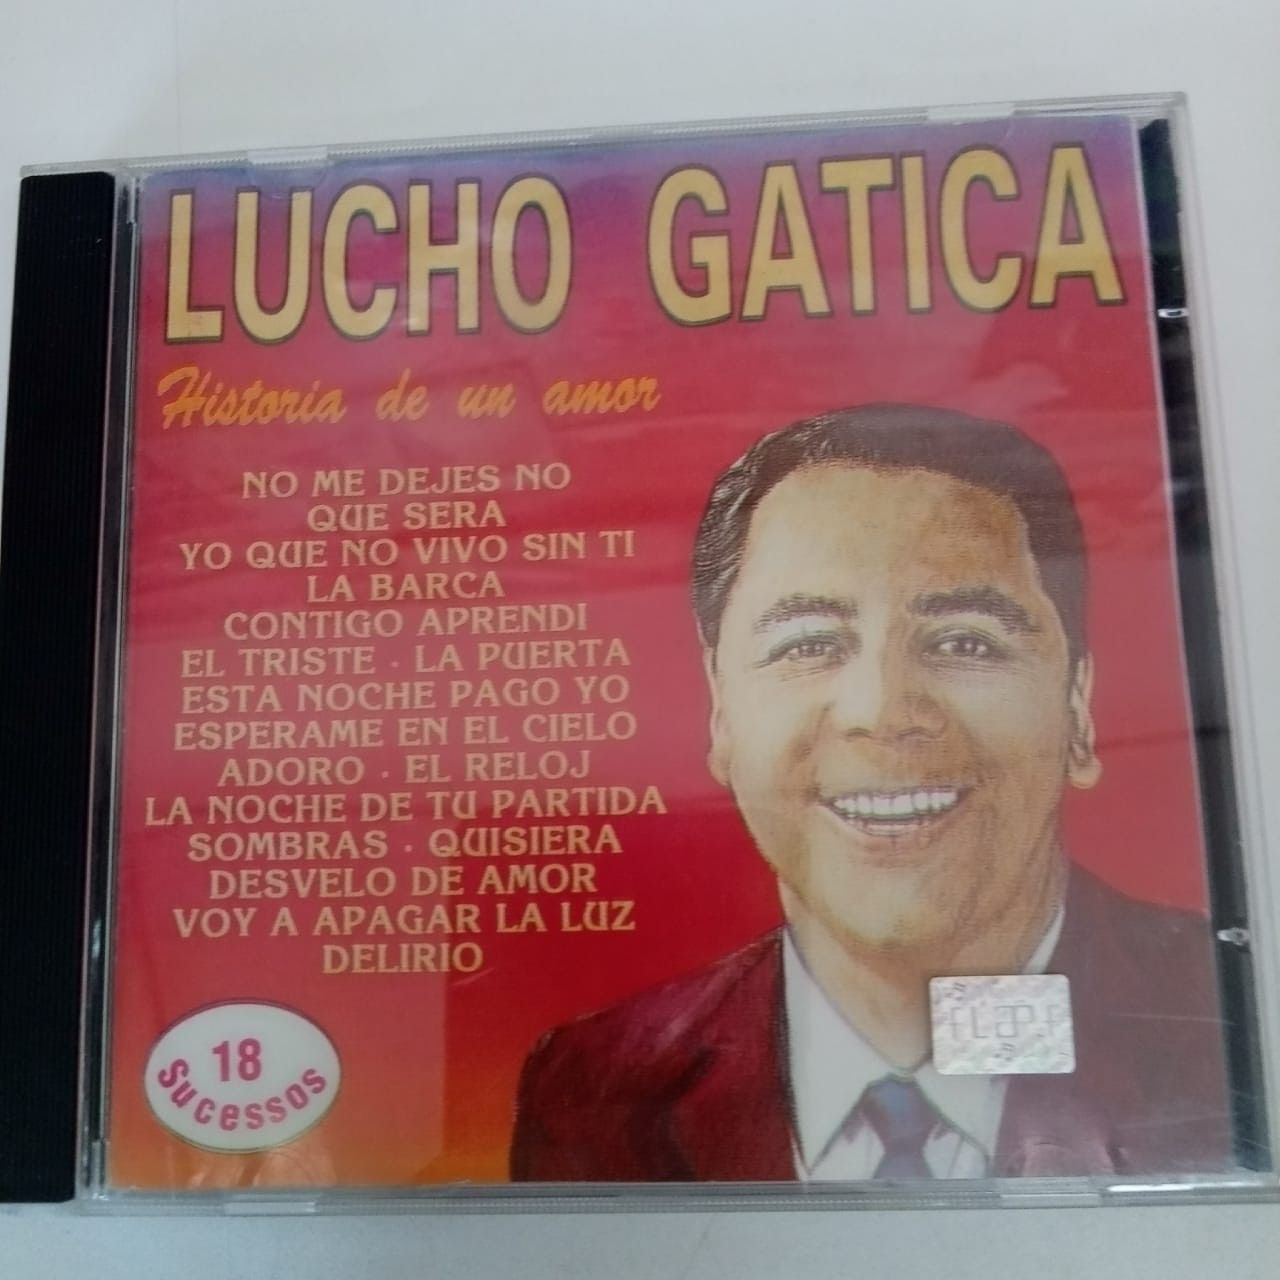 LUCHO GATICA
Historia de un amor
NO ME DEJES NO
QUE SERA
YO QUE NO VIVO SIN TI
LA BARCA
CONTIGO APRENDI
EL TRISTE · LA PUERTA
ESTA NOCHE PAGO YO
ESPERAME EN EL CIELO
ADORO · EL RELOJ
LA NOCHE DE TU PARTIDA
SOMBRAS · QUISIERA
DESVELO DE AMOR
VOY A APAGAR LA LUZ
DELIRIO
18
Sucessos